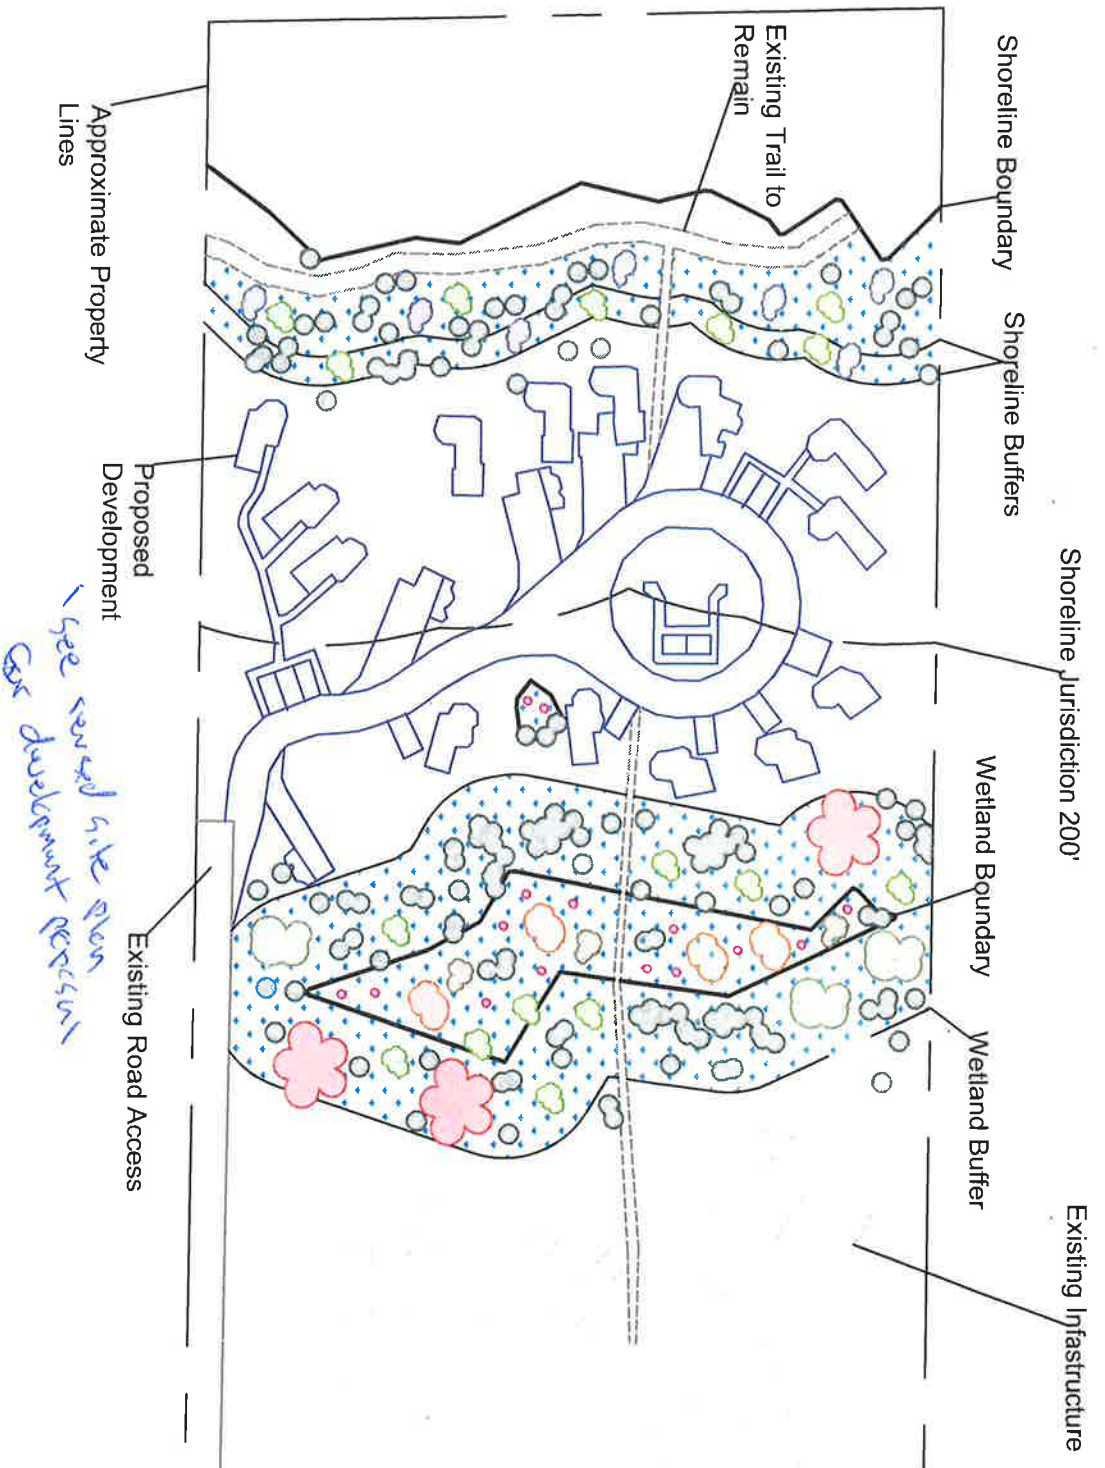 Shoreline Boundary
Shoreline Buffers
Shoreline Jurisdiction 200'
Wetland Boundary
Wetland Buffer
Existing Infastructure
Existing Trail to
Remain
Approximate Property
Lines
Proposed
Development
Existing Road Access
see revised site plan
for development